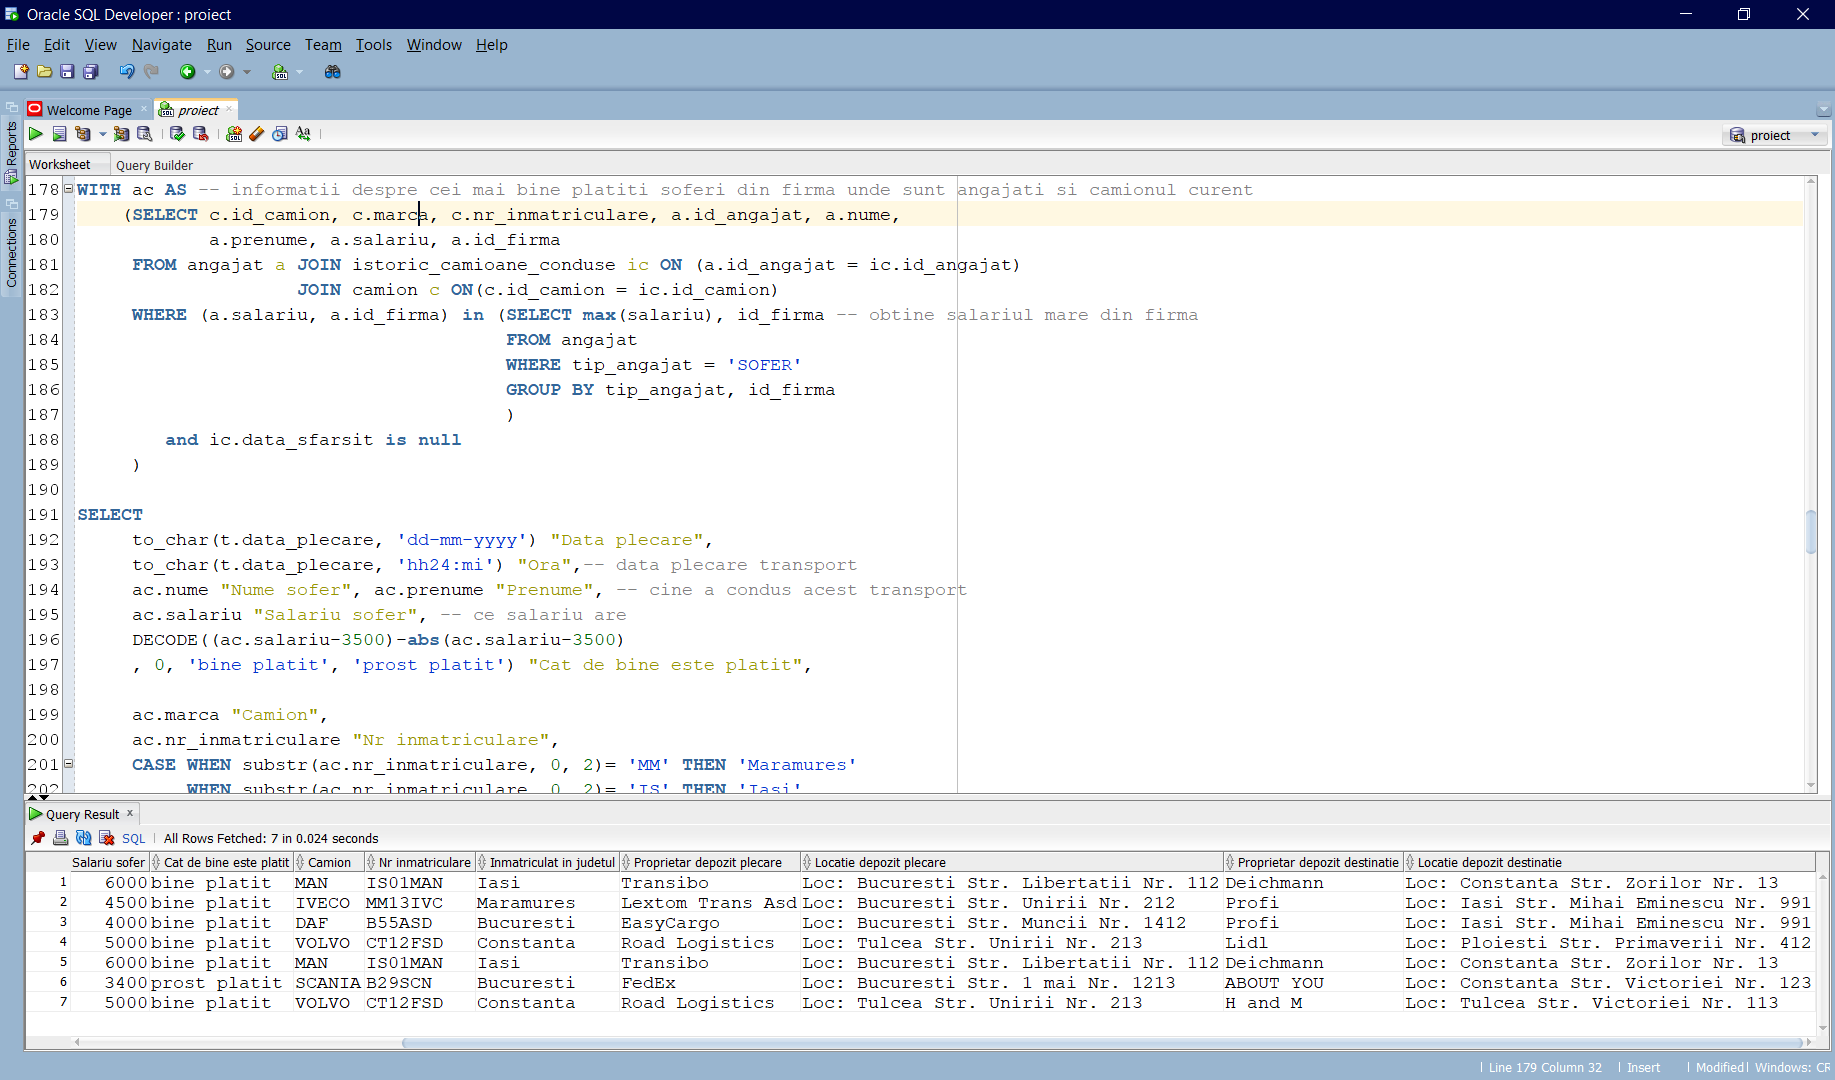 Oracle SQL Developer : proiect
File Edit View Navigate Run Source Team Tools Window Help
Welcome Page
proiect
Reports
Connections
proiect
Worksheet Query Builder
178 WITH ac AS -- informatii despre cei mai bine platiti soferi din firma unde sunt angajati si camionul curent
179 (SELECT c.id_camion, c.marca, c.nr_inmatriculare, a.id_angajat, a.nume,
180 a.prenume, a.salariu, a.id_firma
181 FROM angajat a JOIN istoric_camioane_conduse ic ON (a.id_angajat = ic.id_angajat)
182 JOIN camion c ON(c.id_camion = ic.id_camion)
183 WHERE (a.salariu, a.id_firma) in (SELECT max(salariu), id_firma -- obtine salariul mare din firma
184 FROM angajat
185 WHERE tip_angajat = 'SOFER'
186 GROUP BY tip_angajat, id_firma
187 )
188 and ic.data_sfarsit is null
189 )
190
191 SELECT
192 to_char(t.data_plecare, 'dd-mm-yyyy') "Data plecare",
193 to_char(t.data_plecare, 'hh24:mi') "Ora",-- data plecare transport
194 ac.nume "Nume sofer", ac.prenume "Prenume", -- cine a condus acest transport
195 ac.salariu "Salariu sofer", -- ce salariu are
196 DECODE((ac.salariu-3500)-abs(ac.salariu-3500)
197 , 0, 'bine platit', 'prost platit') "Cat de bine este platit",
198
199 ac.marca "Camion",
200 ac.nr_inmatriculare "Nr inmatriculare",
201 CASE WHEN substr(ac.nr_inmatriculare, 0, 2)= 'MM' THEN 'Maramures'
202 WHEN substr(ac.nr_inmatriculare, 0, 2)= 'IS' THEN 'Iasi'
Query Result
SQL All Rows Fetched: 7 in 0.024 seconds
Salariu sofer Cat de bine este platit Camion Nr inmatriculare Inmatriculat in judetul Proprietar depozit plecare Locatie depozit plecare Proprietar depozit destinatie Locatie depozit destinatie
1 6000 bine platit MAN IS01MAN Iasi Transibo Loc: Bucuresti Str. Libertatii Nr. 112 Deichmann Loc: Constanta Str. Zorilor Nr. 13
2 4500 bine platit IVECO MM13IVC Maramures Lextom Trans Asd Loc: Bucuresti Str. Unirii Nr. 212 Profi Loc: Iasi Str. Mihai Eminescu Nr. 991
3 4000 bine platit DAF B55ASD Bucuresti EasyCargo Loc: Bucuresti Str. Muncii Nr. 1412 Profi Loc: Iasi Str. Mihai Eminescu Nr. 991
4 5000 bine platit VOLVO CT12FSD Constanta Road Logistics Loc: Tulcea Str. Unirii Nr. 213 Lidl Loc: Ploiesti Str. Primaverii Nr. 412
5 6000 bine platit MAN IS01MAN Iasi Transibo Loc: Bucuresti Str. Libertatii Nr. 112 Deichmann Loc: Constanta Str. Zorilor Nr. 13
6 3400 prost platit SCANIA B29SCN Bucuresti FedEx Loc: Bucuresti Str. 1 mai Nr. 1213 ABOUT YOU Loc: Constanta Str. Victoriei Nr. 123
7 5000 bine platit VOLVO CT12FSD Constanta Road Logistics Loc: Tulcea Str. Unirii Nr. 213 H and M Loc: Tulcea Str. Victoriei Nr. 113
Line 179 Column 32 Insert Modified Windows: CR